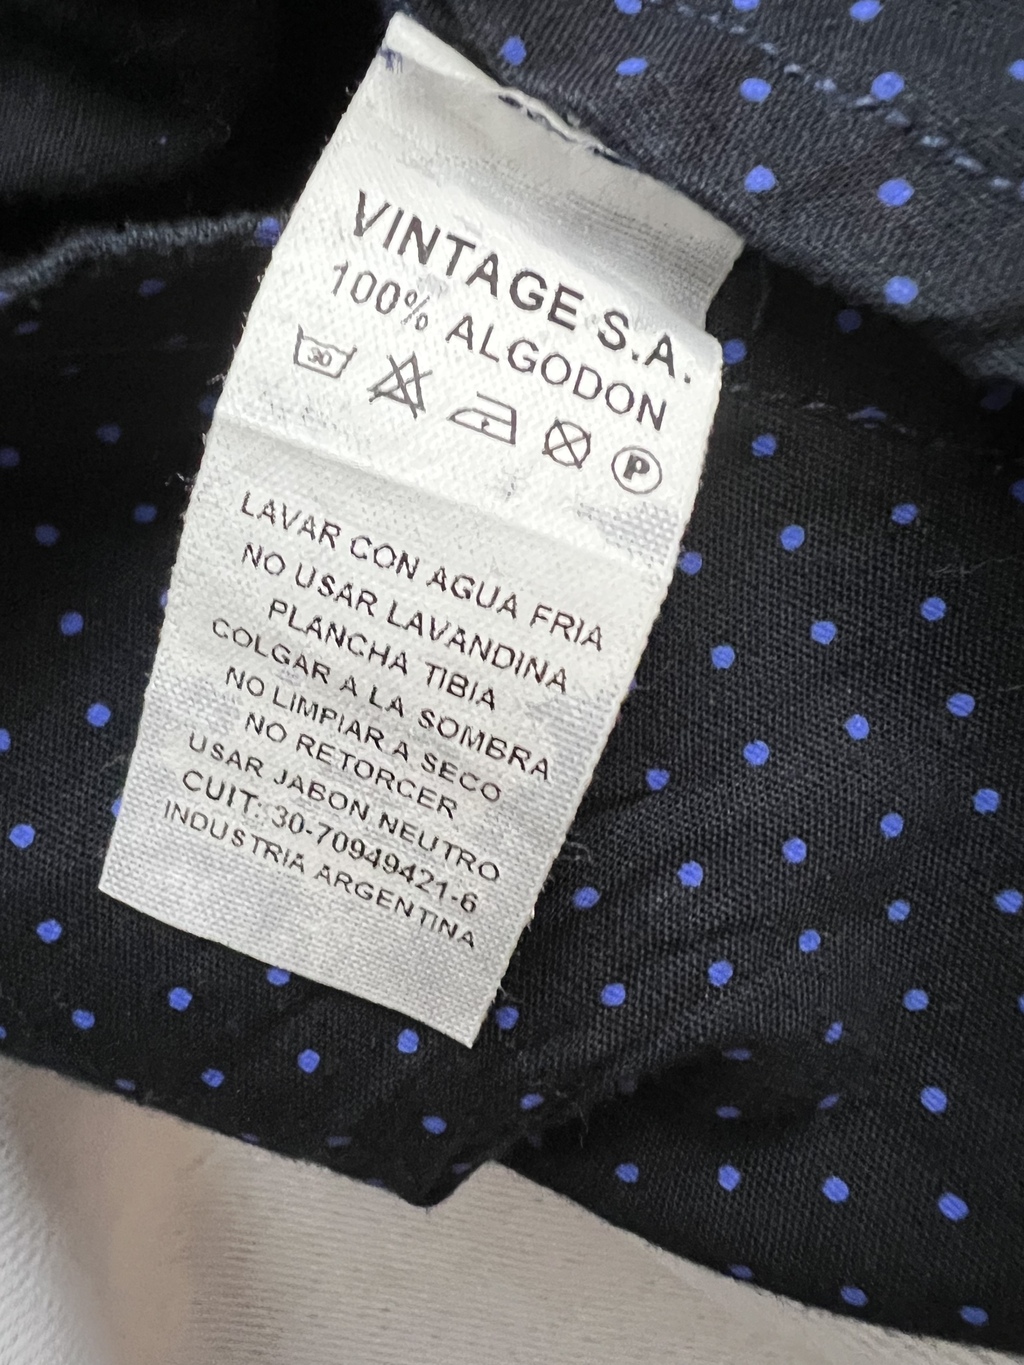 VINTAGE S.A.
100% ALGODON
30 P
LAVAR CON AGUA FRIA
NO USAR LAVANDINA
PLANCHA TIBIA
COLGAR A LA SOMBRA
NO LIMPIAR A SECO
NO RETORCER
USAR JABON NEUTRO
CUIT: 30-70949421-6
INDUSTRIA ARGENTINA